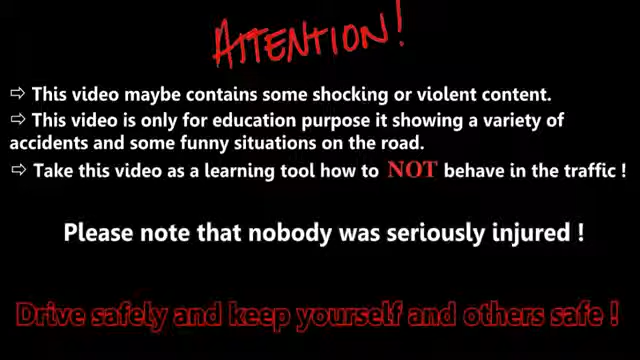 ATTENTION!
⇨ This video maybe contains some shocking or violent content.
⇨ This video is only for education purpose it showing a variety of
accidents and some funny situations on the road.
⇨ Take this video as a learning tool how to NOT behave in the traffic !
Please note that nobody was seriously injured !
Drive safely and keep yourself and others safe !